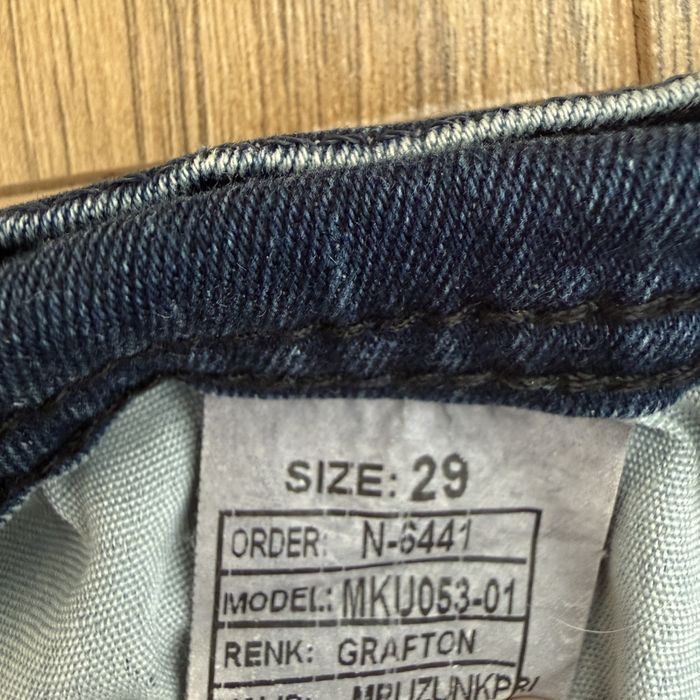 SIZE: 29
ORDER: N-6441
MODEL: MKU053-01
RENK: GRAFTON